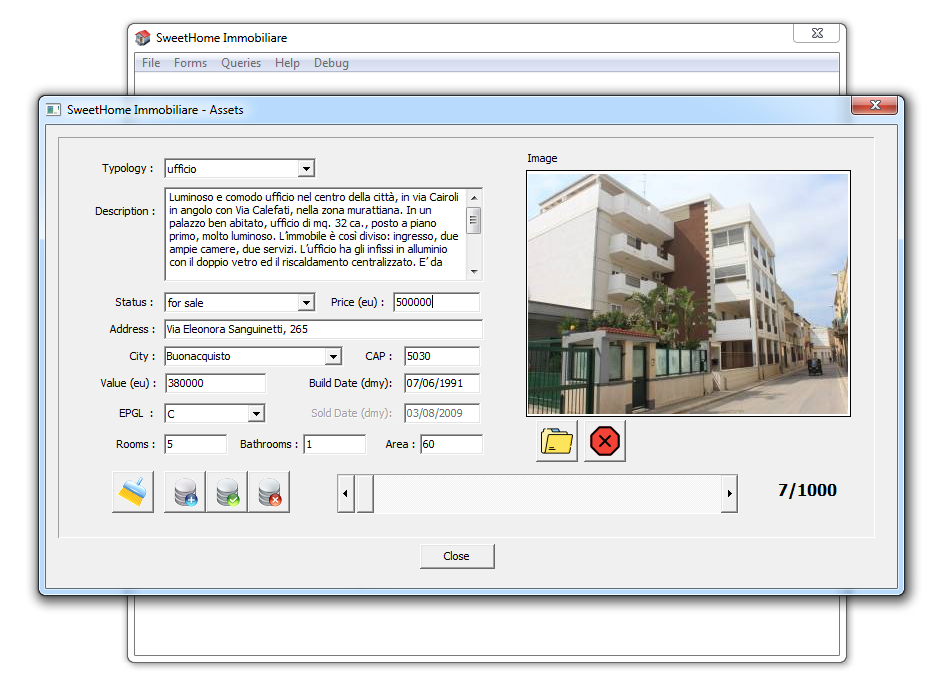 SweetHome Immobiliare
File Forms Queries Help Debug
SweetHome Immobiliare - Assets
Typology : ufficio
Image
Description : Luminoso e comodo ufficio nel centro della città, in via Cairoli
in angolo con Via Calefati, nella zona murattiana. In un
palazzo ben abitato, ufficio di mq. 32 ca., posto a piano
primo, molto luminoso. L'immobile è così diviso: ingresso, due
ampie camere, due servizi. L'ufficio ha gli infissi in alluminio
con il doppio vetro ed il riscaldamento centralizzato. E' da
Status : for sale Price (eu) : 500000
Address : Via Eleonora Sanguinetti, 265
City : Buonacquisto CAP : 5030
Value (eu) : 380000 Build Date (dmy): 07/06/1991
EPGL : C Sold Date (dmy): 03/08/2009
Rooms : 5 Bathrooms : 1 Area : 60
7/1000
Close